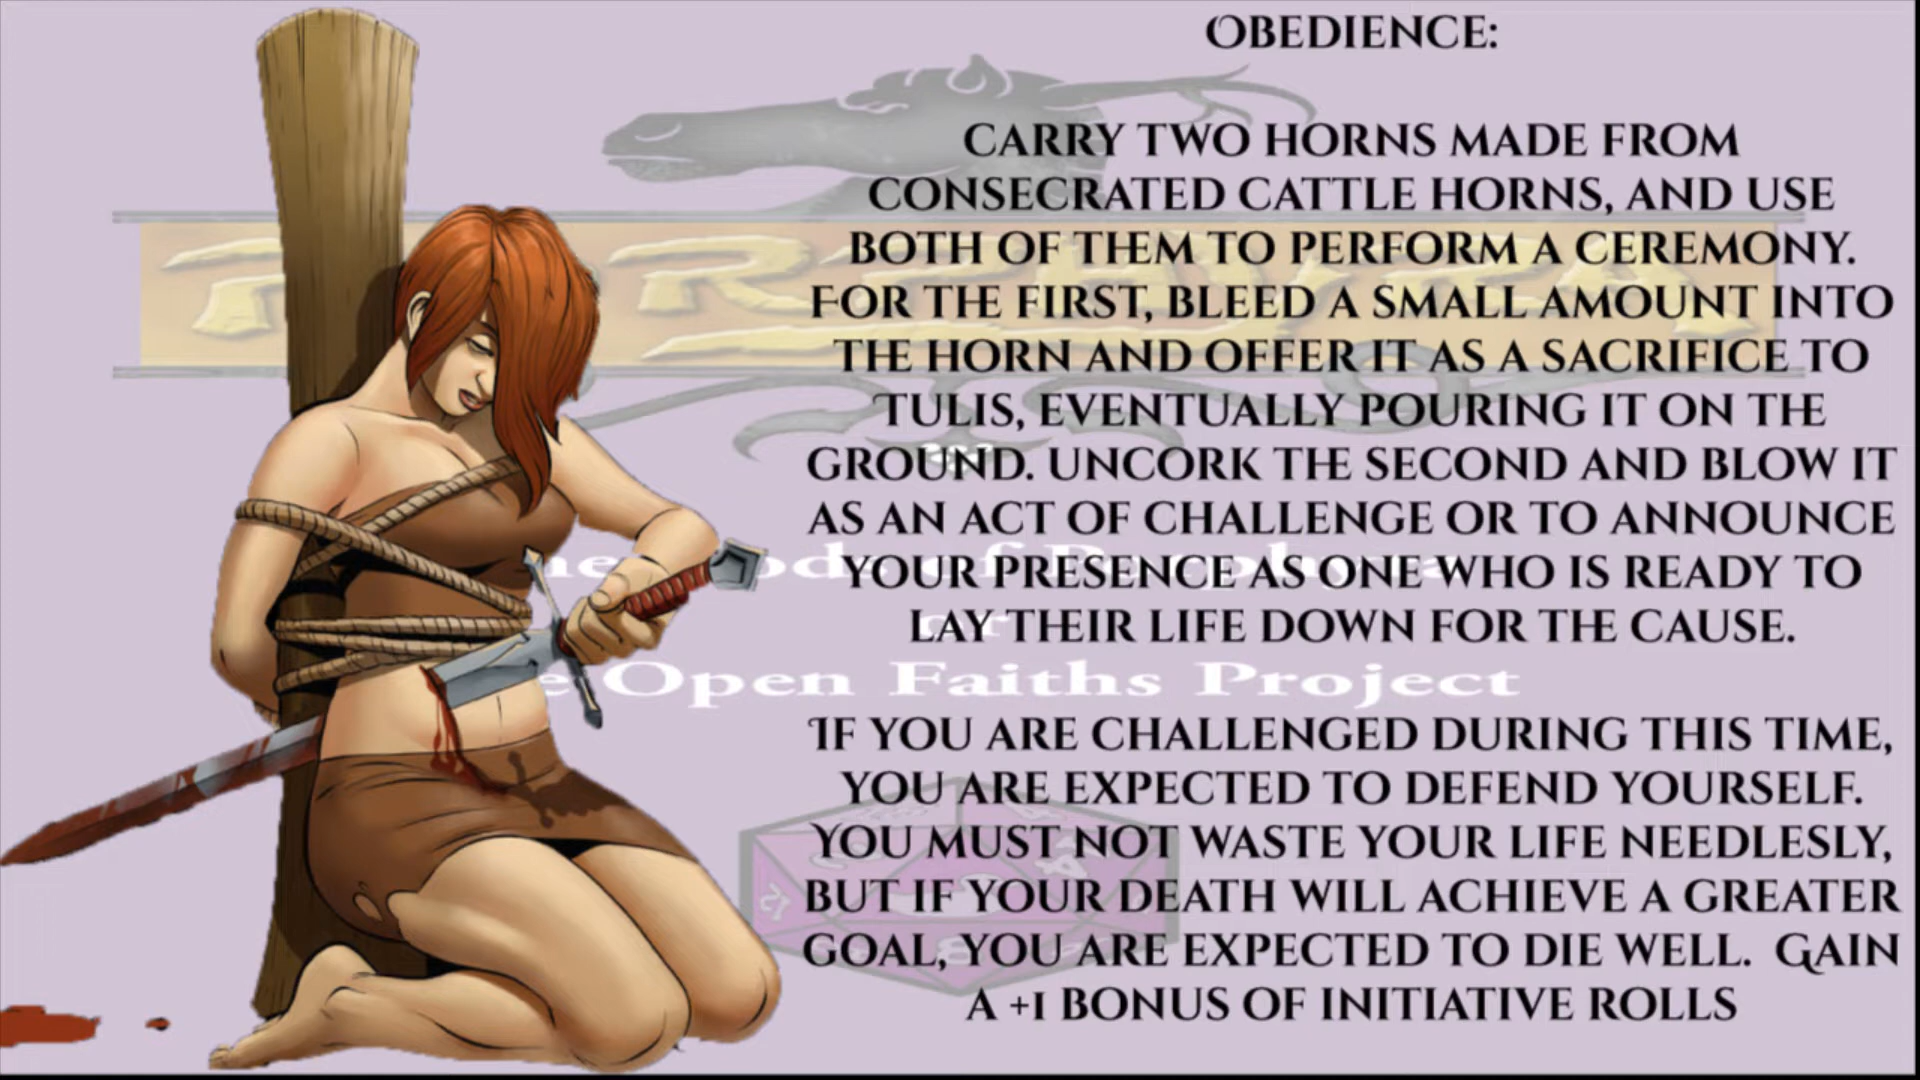 Obedience:
Carry two horns made from
consecrated cattle horns, and use
both of them to perform a ceremony.
For the first, bleed a small amount into
the horn and offer it as a sacrifice to
Tulis, eventually pouring it on the
ground. Uncork the second and blow it
as an act of challenge or to announce
your presence as one who is ready to
lay their life down for the cause.
Open Faiths Project
If you are challenged during this time,
you are expected to defend yourself.
You must not waste your life needlesly,
but if your death will achieve a greater
goal, you are expected to die well. Gain
a +1 bonus of initiative rolls